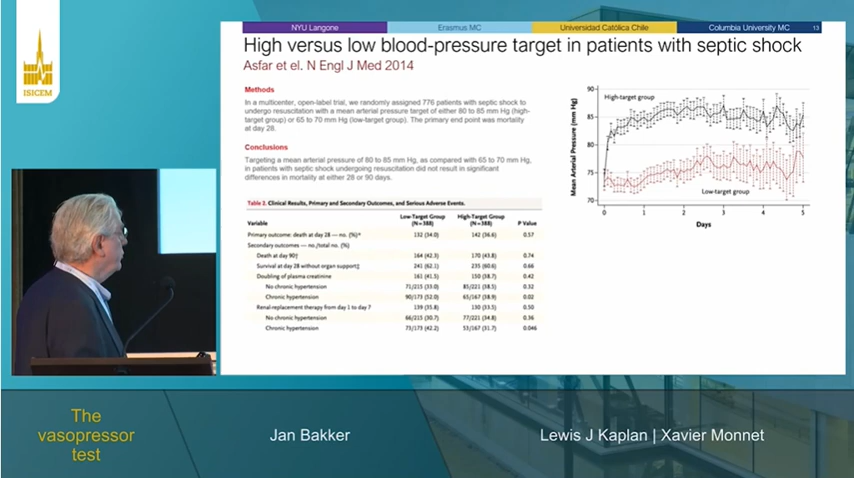 ISICEM
NYU Langone
Erasmus MC
Universidad Católica Chile
Columbia University MC
13
High versus low blood-pressure target in patients with septic shock
Asfar et el. N Engl J Med 2014
Methods
In a multicenter, open-label trial, we randomly assigned 776 patients with septic shock to
undergo resuscitation with a mean arterial pressure target of either 80 to 85 mm Hg (high-
target group) or 65 to 70 mm Hg (low-target group). The primary end point was mortality
at day 28.
Conclusions
Targeting a mean arterial pressure of 80 to 85 mm Hg, as compared with 65 to 70 mm Hg,
in patients with septic shock undergoing resuscitation did not result in significant
differences in mortality at either 28 or 90 days.
Table 2. Clinical Results, Primary and Secondary Outcomes, and Serious Adverse Events.
Variable
Low-Target Group
(N=388)
High-Target Group
(N=388)
P Value
Primary outcome: death at day 28 — no. (%)* 132 (34.0) 142 (36.6) 0.57
Secondary outcomes — no./total no. (%)
Death at day 90† 164 (42.3) 170 (43.8) 0.74
Survival at day 28 without organ support‡ 241 (62.1) 235 (60.6) 0.66
Doubling of plasma creatinine 161 (41.5) 150 (38.7) 0.42
No chronic hypertension 71/215 (33.0) 85/221 (38.5) 0.32
Chronic hypertension 90/173 (52.0) 65/167 (38.9) 0.02
Renal-replacement therapy from day 1 to day 7 139 (35.8) 130 (33.5) 0.50
No chronic hypertension 66/215 (30.7) 77/221 (34.8) 0.36
Chronic hypertension 73/173 (42.2) 53/167 (31.7) 0.046
Mean Arterial Pressure (mm Hg)
90
85
80
75
70
High-target group
Low-target group
0 1 2 3 4 5
Days
The
vasopressor
test
Jan Bakker
Lewis J Kaplan | Xavier Monnet